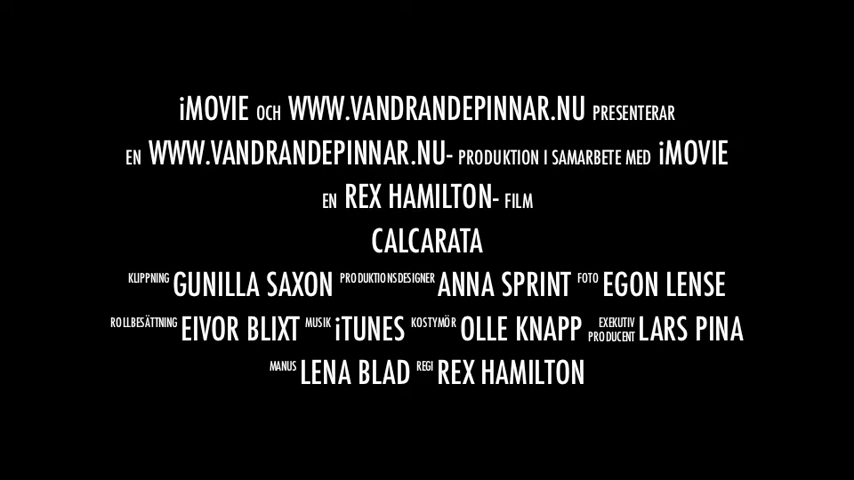 iMOVIE OCH WWW.VANDRANDEPINNAR.NU PRESENTERAR
EN WWW.VANDRANDEPINNAR.NU- PRODUKTION I SAMARBETE MED iMOVIE
EN REX HAMILTON- FILM
CALCARATA
KLIPPNING GUNILLA SAXON PRODUKTIONSDESIGNER ANNA SPRINT FOTO EGON LENSE
ROLLBESÄTTNING EIVOR BLIXT MUSIK iTUNES KOSTYMÖR OLLE KNAPP EXEKUTIV PRODUCENT LARS PINA
MANUS LENA BLAD REGI REX HAMILTON